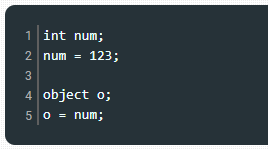 1 int num;
2 num = 123;
3
4 object o;
5 o = num;